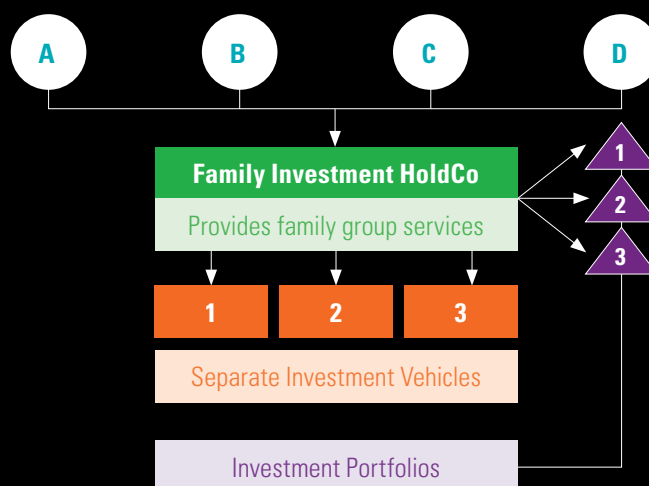 A
B
C
D
Family Investment HoldCo
Provides family group services
1
2
3
1
2
3
Separate Investment Vehicles
Investment Portfolios